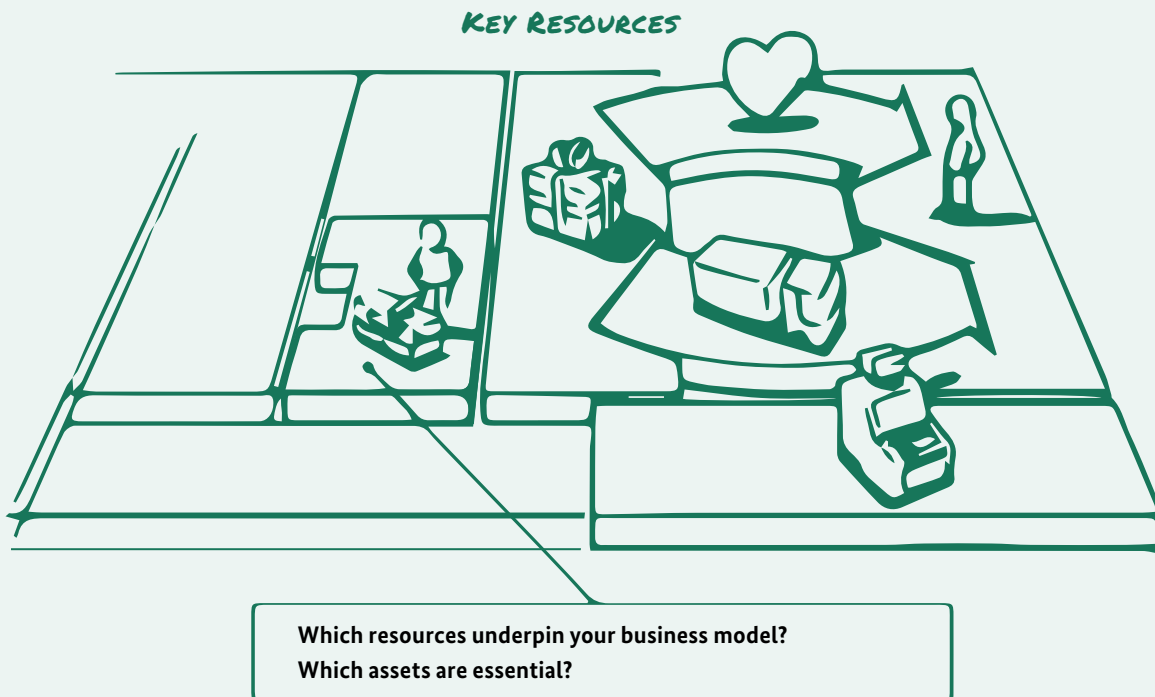 KEY RESOURCES
Which resources underpin your business model?
Which assets are essential?